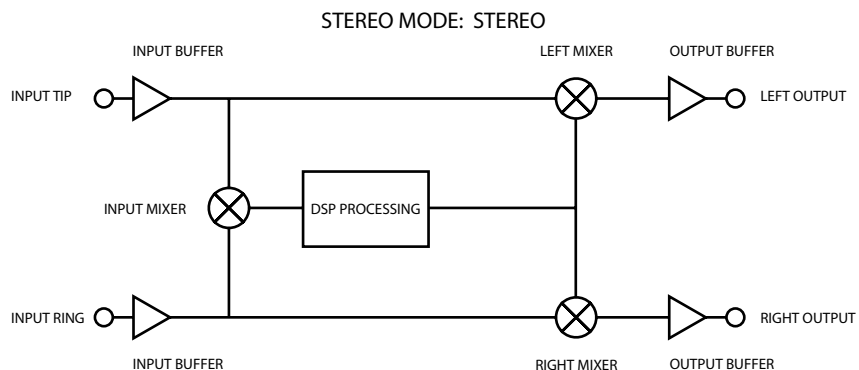 STEREO MODE: STEREO
INPUT BUFFER
LEFT MIXER
OUTPUT BUFFER
INPUT TIP
LEFT OUTPUT
INPUT MIXER
DSP PROCESSING
INPUT RING
RIGHT OUTPUT
INPUT BUFFER
RIGHT MIXER
OUTPUT BUFFER